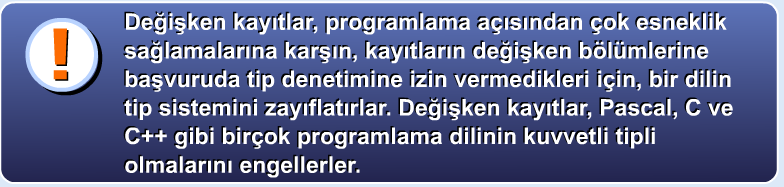 Değişken kayıtlar, programlama açısından çok esneklik
sağlamalarına karşın, kayıtların değişken bölümlerine
başvuruda tip denetimine izin vermedikleri için, bir dilin
tip sistemini zayıflatırlar. Değişken kayıtlar, Pascal, C ve
C++ gibi birçok programlama dilinin kuvvetli tipli
olmalarını engellerler.